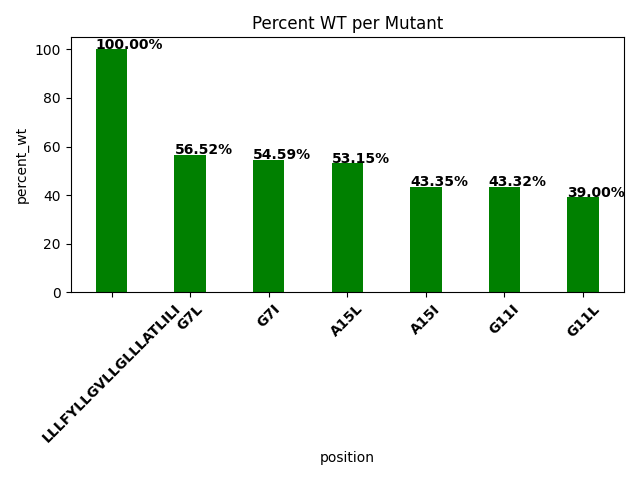 Percent WT per Mutant
percent_wt
100
80
60
40
20
0
100.00%
56.52%
54.59%
53.15%
43.35%
43.32%
39.00%
LLLFYLLGVLLGLLLATLILI
G7L
G7I
A15L
A15I
G11I
G11L
position